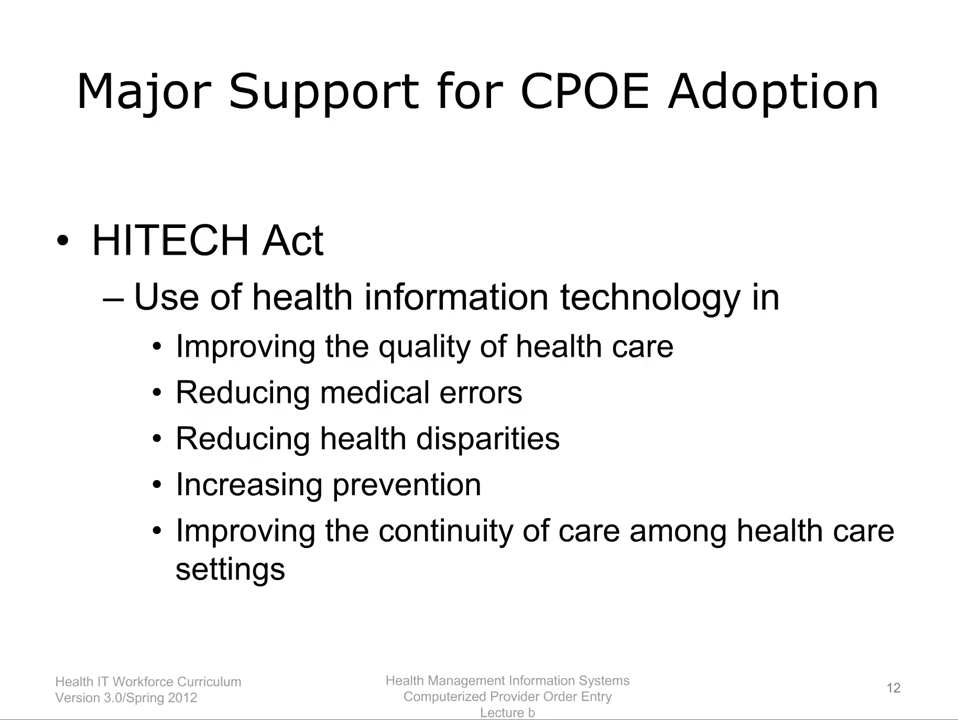 Major Support for CPOE Adoption
• HITECH Act
– Use of health information technology in
• Improving the quality of health care
• Reducing medical errors
• Reducing health disparities
• Increasing prevention
• Improving the continuity of care among health care
settings
Health IT Workforce Curriculum
Version 3.0/Spring 2012
Health Management Information Systems
Computerized Provider Order Entry
Lecture b
12